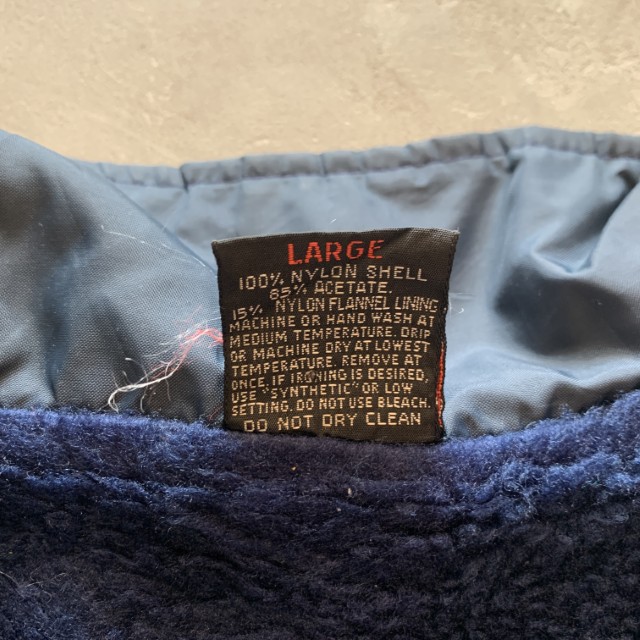 LARGE
100% NYLON SHELL
85% ACETATE.
15% NYLON FLANNEL LINING
MACHINE OR HAND WASH AT
MEDIUM TEMPERATURE. DRIP
OR MACHINE DRY AT LOWEST
TEMPERATURE. REMOVE AT
ONCE. IF IRONING IS DESIRED,
USE "SYNTHETIC" OR LOW
SETTING. DO NOT USE BLEACH.
DO NOT DRY CLEAN